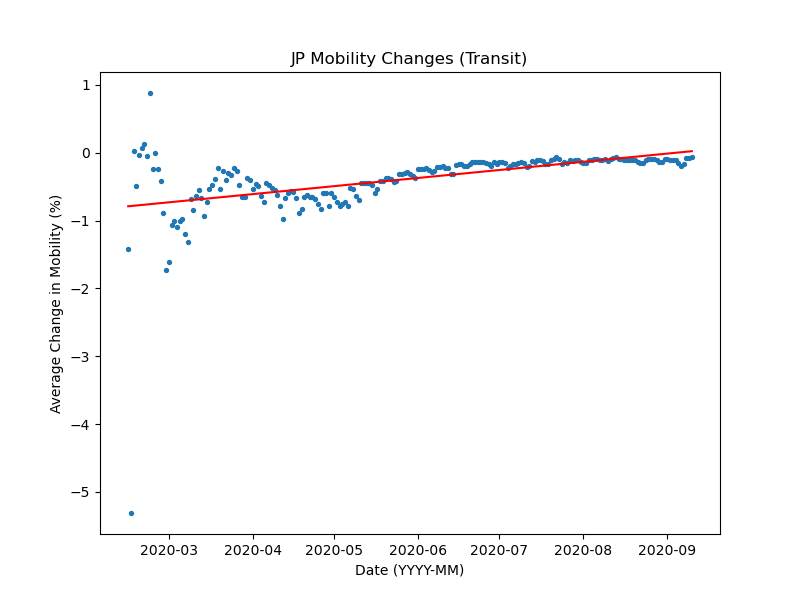 JP Mobility Changes (Transit)
Average Change in Mobility (%)
1
0
−1
−2
−3
−4
−5
2020-03 2020-04 2020-05 2020-06 2020-07 2020-08 2020-09
Date (YYYY-MM)